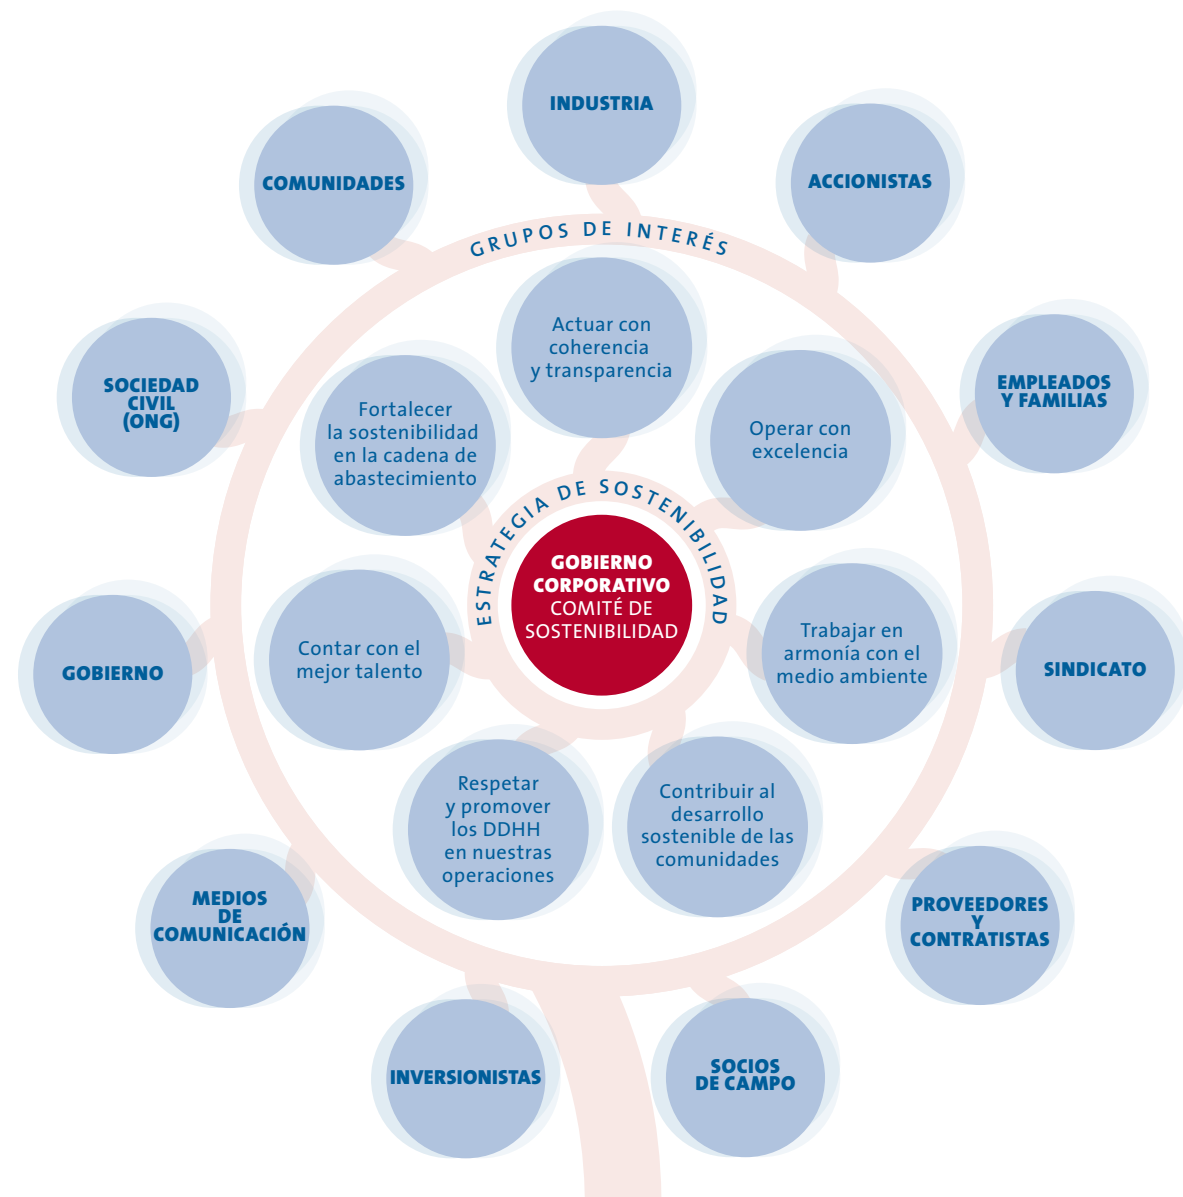 INDUSTRIA
COMUNIDADES
ACCIONISTAS
GRUPOS DE INTERÉS
SOCIEDAD
CIVIL
(ONG)
EMPLEADOS
Y FAMILIAS
Actuar con
coherencia
y transparencia
Fortalecer
la sostenibilidad
en la cadena de
abastecimiento
Operar con
excelencia
ESTRATEGIA DE SOSTENIBILIDAD
GOBIERNO
CORPORATIVO
COMITÉ DE
SOSTENIBILIDAD
GOBIERNO
Contar con el
mejor talento
Trabajar en
armonía con el
medio ambiente
SINDICATO
Respetar
y promover
los DDHH
en nuestras
operaciones
Contribuir al
desarrollo
sostenible de las
comunidades
MEDIOS
DE
COMUNICACIÓN
PROVEEDORES
Y
CONTRATISTAS
INVERSIONISTAS
SOCIOS
DE CAMPO